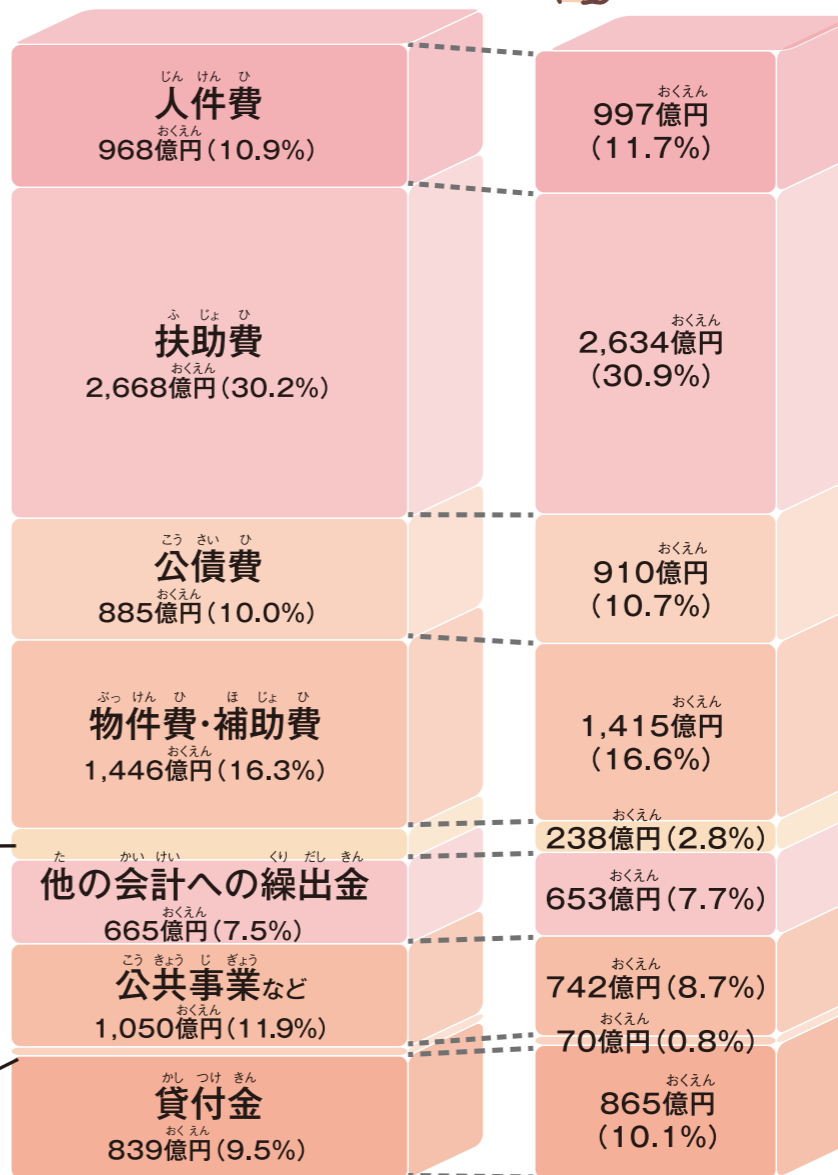 じんけんひ
人件費
おくえん
968億円(10.9%)
ふじょひ
扶助費
おくえん
2,668億円(30.2%)
こうさいひ
公債費
おくえん
885億円(10.0%)
ぶっけんひ ほじょひ
物件費・補助費
おくえん
1,446億円(16.3%)
た かいけい くりだしきん
他の会計への繰出金
おくえん
665億円(7.5%)
こうきょうじぎょう
公共事業など
おくえん
1,050億円(11.9%)
かしつけきん
貸付金
おくえん
839億円(9.5%)
おくえん
997億円
(11.7%)
おくえん
2,634億円
(30.9%)
おくえん
910億円
(10.7%)
おくえん
1,415億円
(16.6%)
おくえん
238億円(2.8%)
おくえん
653億円(7.7%)
おくえん
742億円(8.7%)
おくえん
70億円(0.8%)
おくえん
865億円
(10.1%)